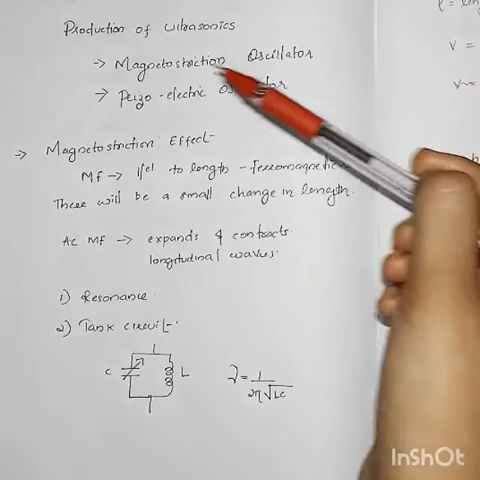 Production of Ultrasonics
→ Magnetostriction Oscillator
→ Peizo-electric
→ Magnetostriction Effect-
MF → 11el to length - ferromagnetic
There will be a small change in length.
AC MF → expands & contracts
longitudinal waves.
1) Resonance.
2) Tank circuit.
C L
ν = 1 / 2π√LC
l =
V =
InShOt